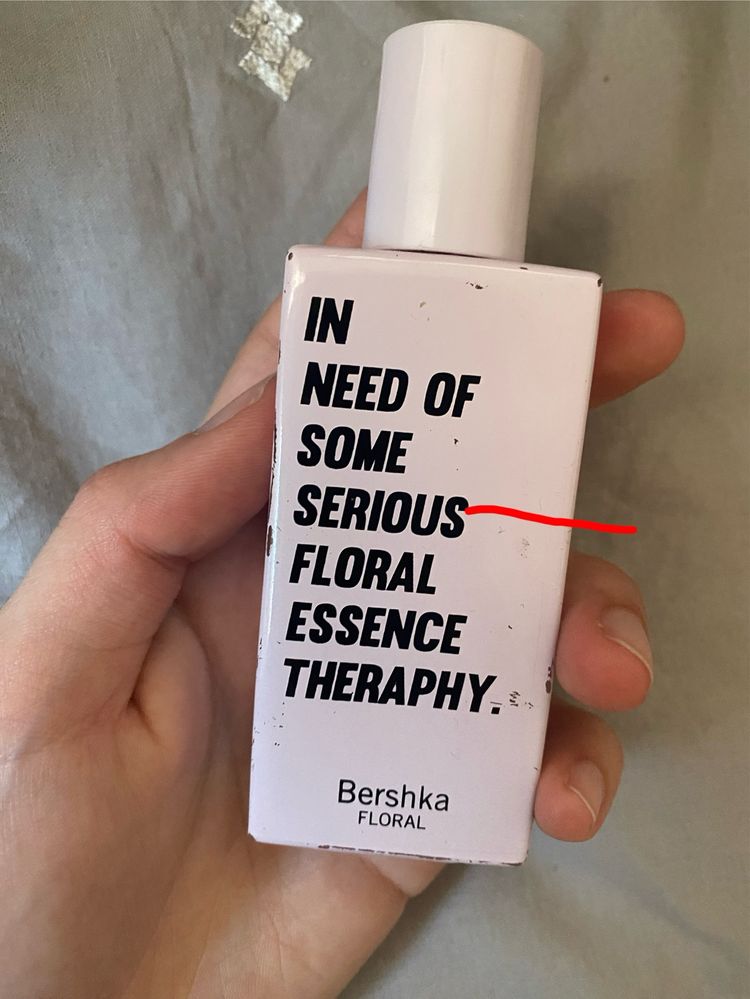 IN
NEED OF
SOME
SERIOUS
FLORAL
ESSENCE
THERAPHY.
Bershka
FLORAL